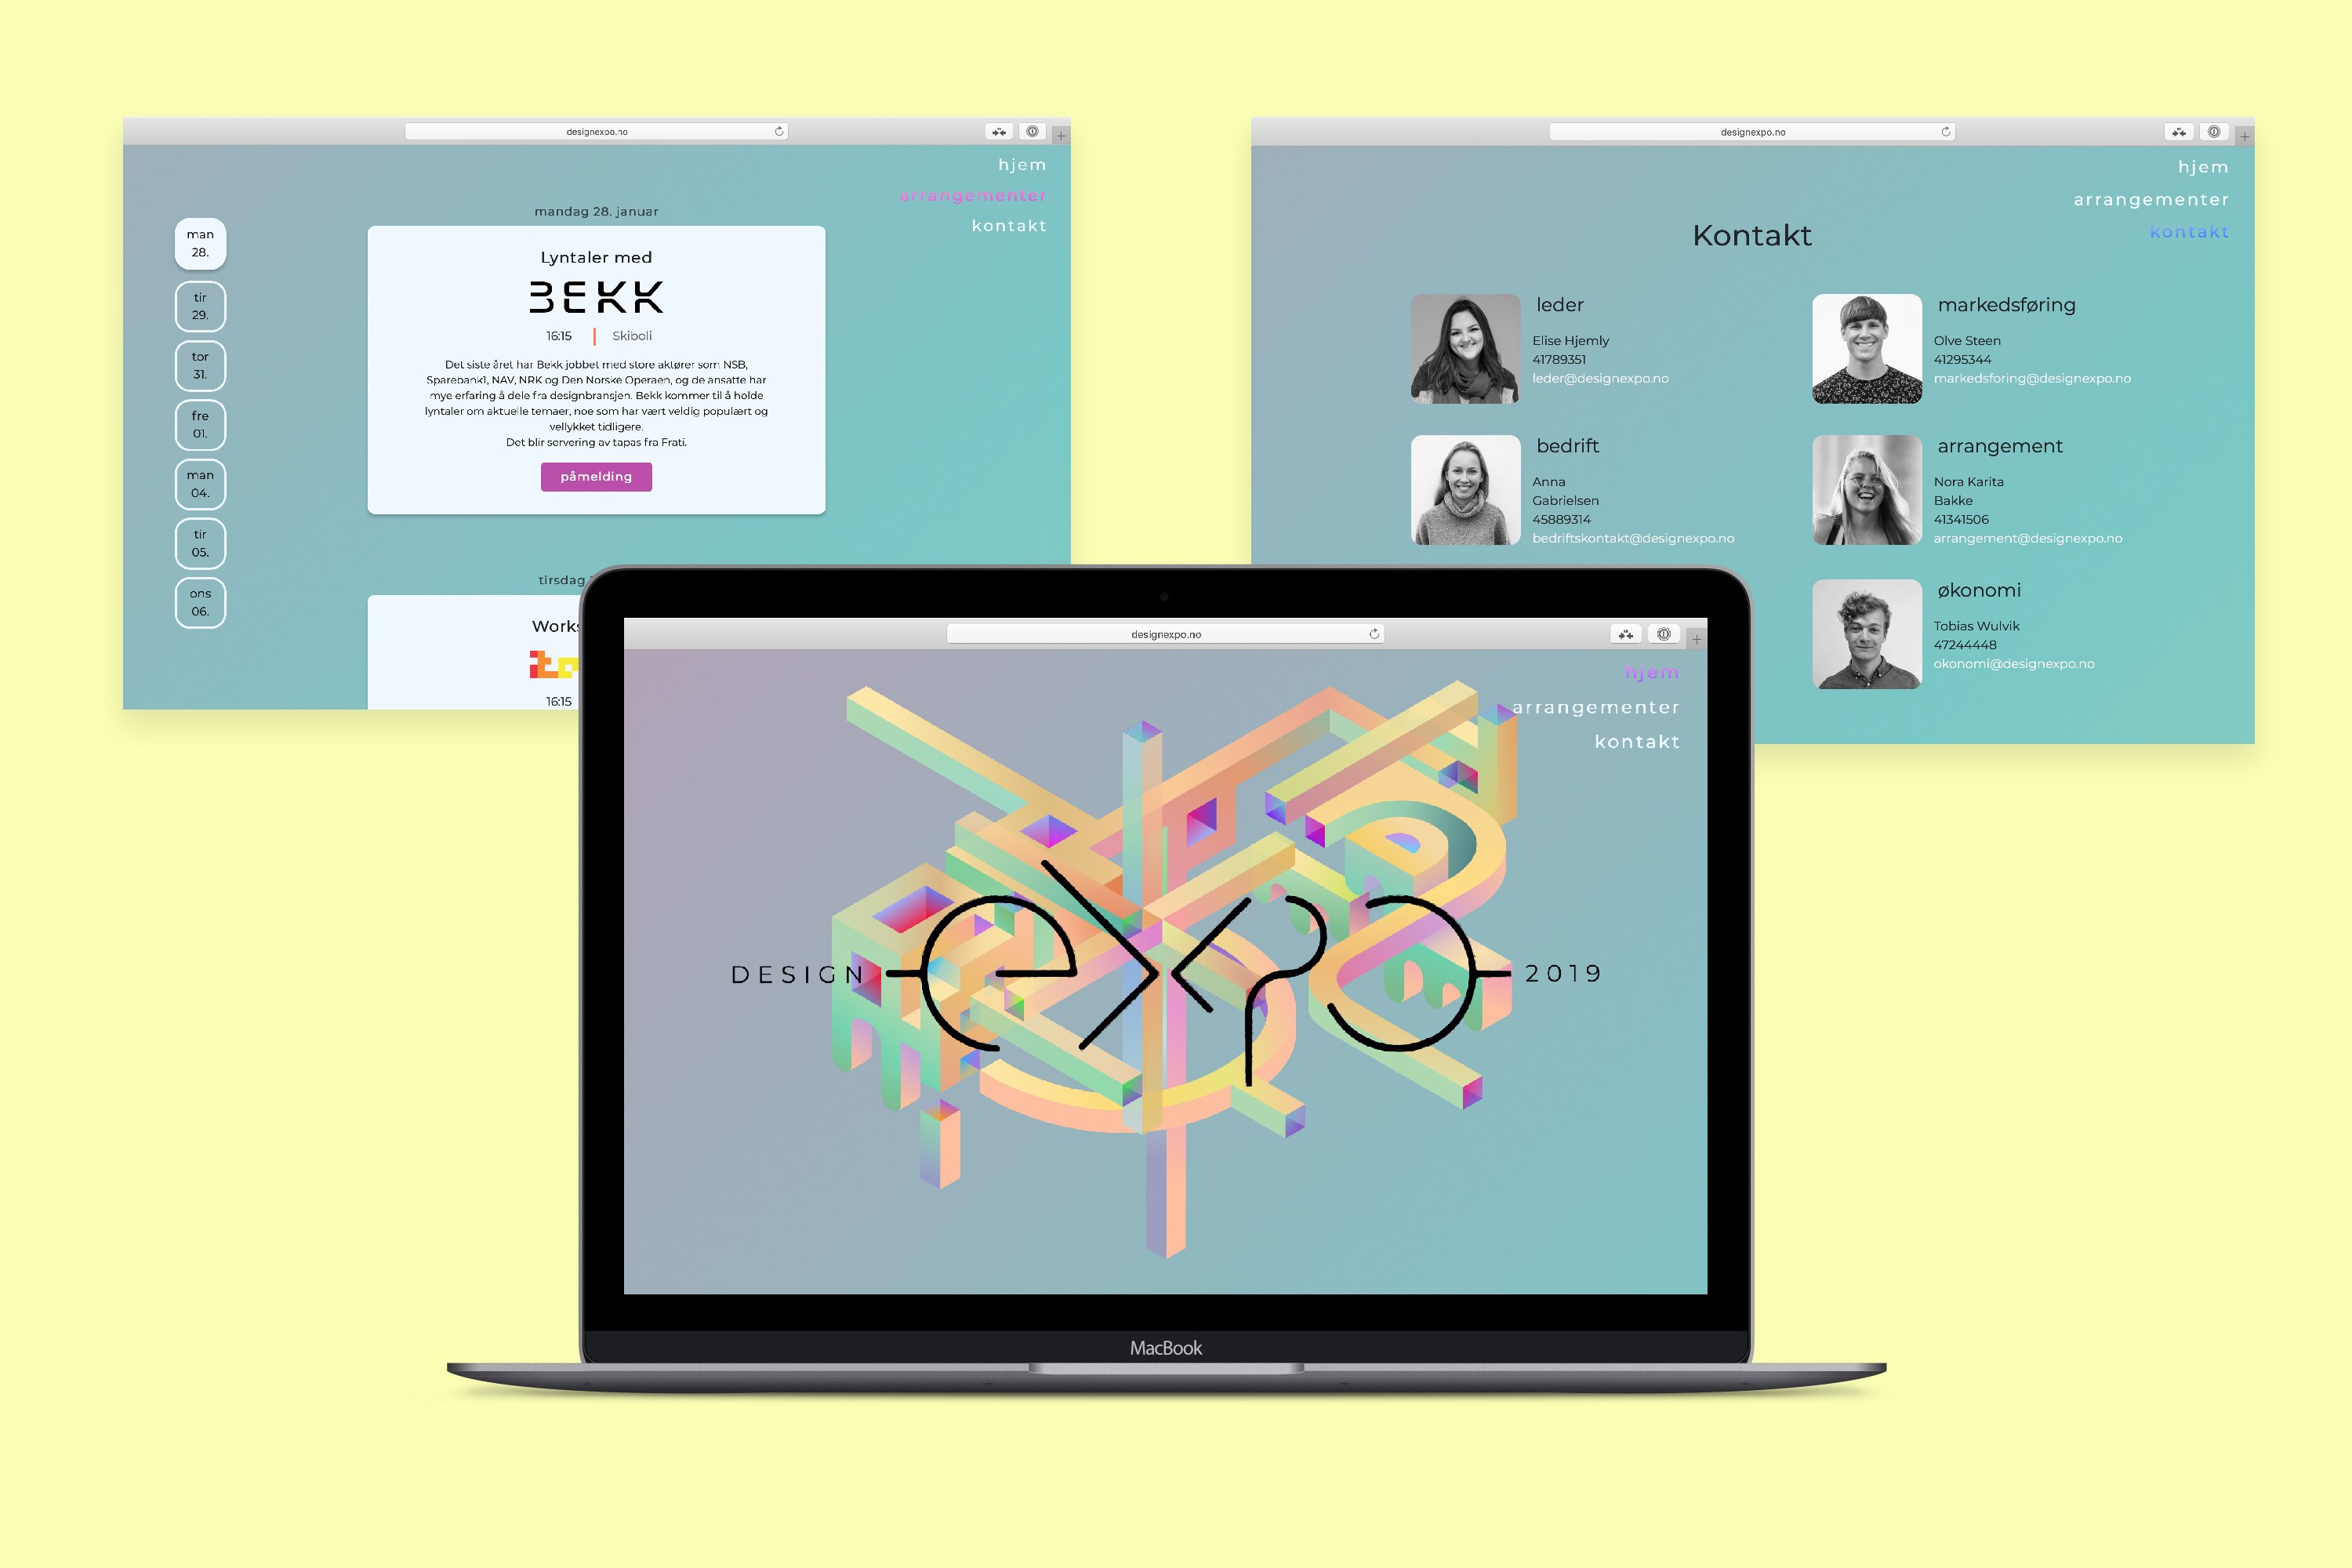 designexpo.no
hjem
arrangementer
kontakt
man
28.
tir
29.
tor
31.
fre
01.
man
04.
tir
05.
ons
06.
mandag 28. januar
Lyntaler med
BEKK
16:15 | Skiboli
Det siste året har Bekk jobbet med store aktører som NSB,
Sparebank1, NAV, NRK og Den Norske Operaen, og de ansatte har
mye erfaring å dele fra designbransjen. Bekk kommer til å holde
lyntaler om aktuelle temaer, noe som har vært veldig populært og
vellykket tidligere.
Det blir servering av tapas fra Frati.
påmelding
tirsdag
16:15
designexpo.no
hjem
arrangementer
kontakt
Kontakt
leder
Elise Hjemly
41789351
leder@designexpo.no
markedsføring
Olve Steen
41295344
markedsforing@designexpo.no
bedrift
Anna
Gabrielsen
45889314
bedriftskontakt@designexpo.no
arrangement
Nora Karita
Bakke
41341506
arrangement@designexpo.no
økonomi
Tobias Wulvik
47244448
okonomi@designexpo.no
designexpo.no
hjem
arrangementer
kontakt
DESIGN expo 2019
MacBook